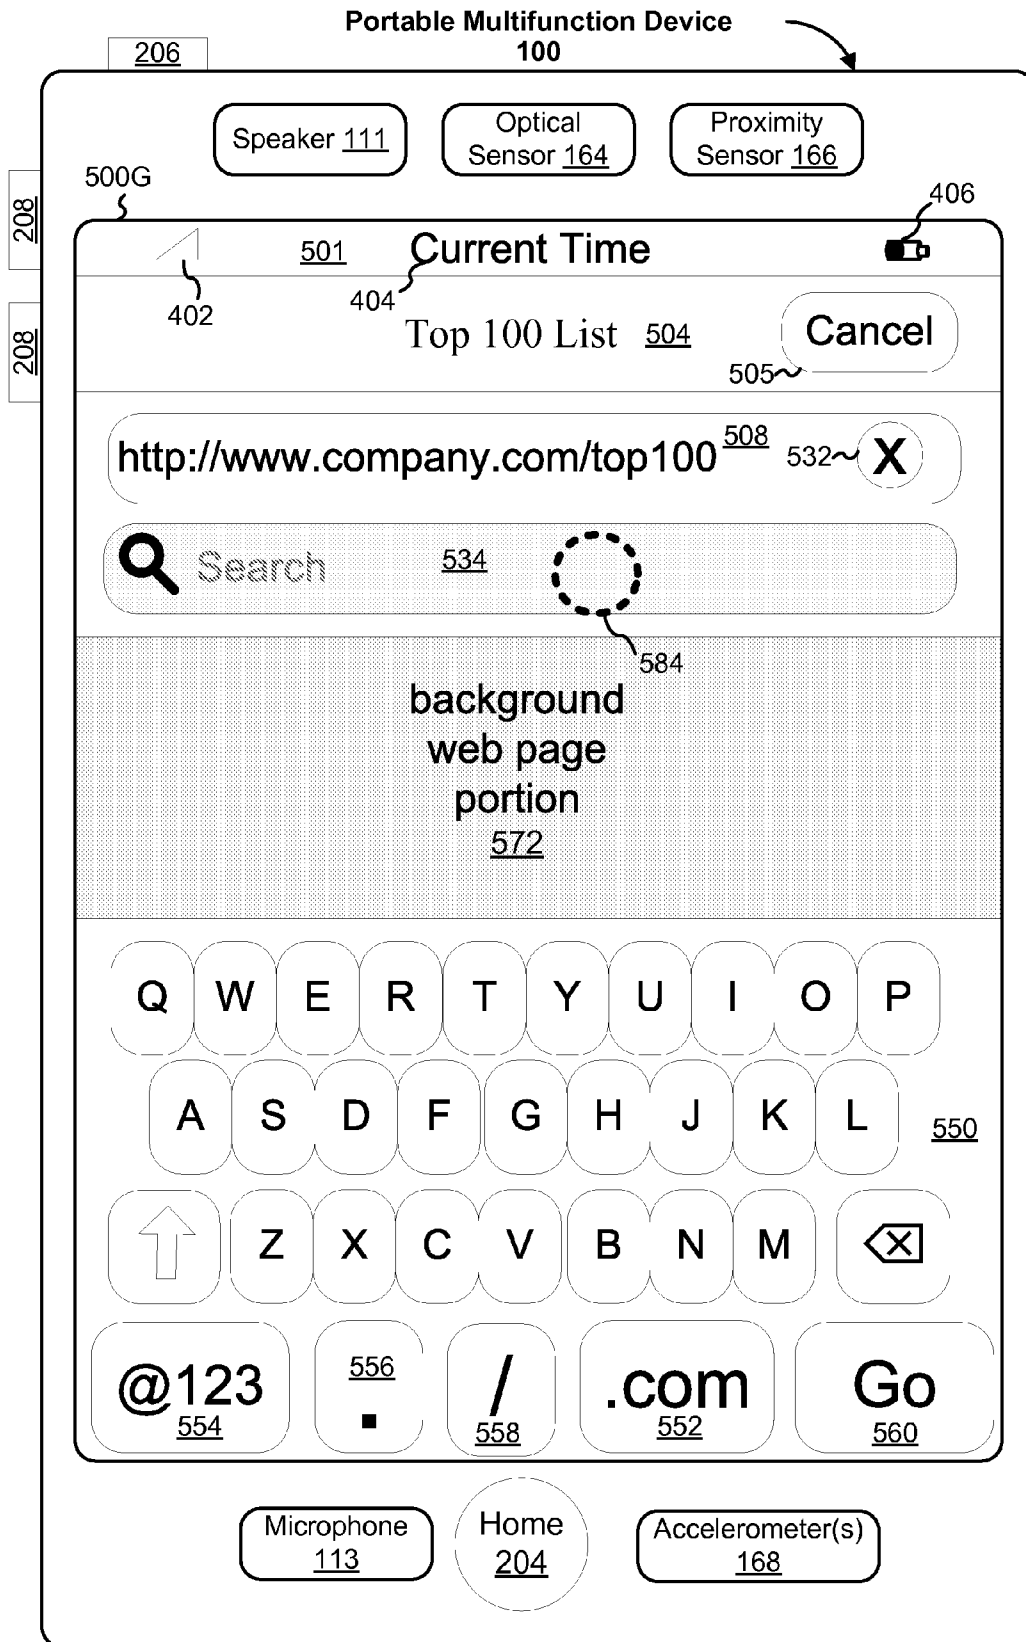 Portable Multifunction Device
100
206
Speaker 111
Optical
Sensor 164
Proximity
Sensor 166
500G
208
208
406
501
Current Time
402
404
Top 100 List 504
Cancel
505
http://www.company.com/top100 508
532
X
Search
534
584
background
web page
portion
572
Q W E R T Y U I O P
A S D F G H J K L
550
Z X C V B N M
@123
554
556
.
/
558
.com
552
Go
560
Microphone
113
Home
204
Accelerometer(s)
168